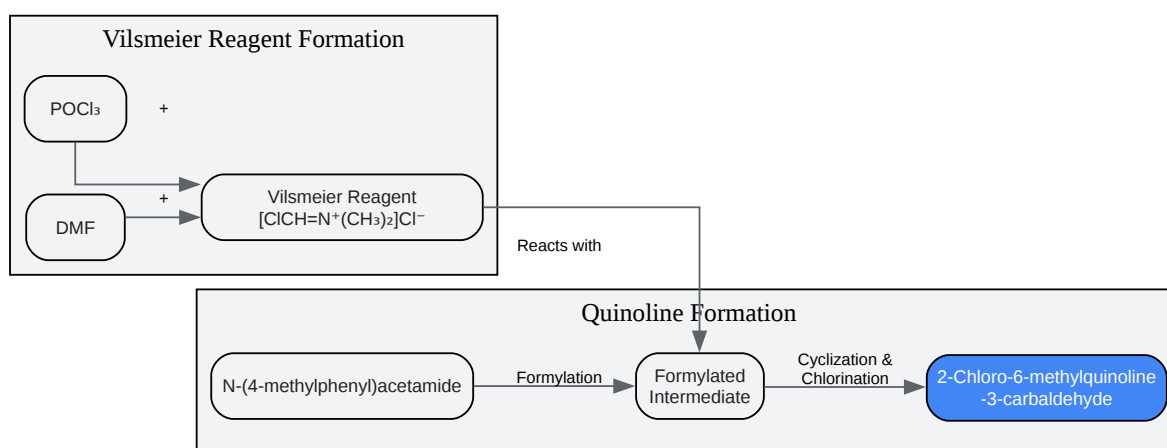 Vilsmeier Reagent Formation
POCl₃
+
+
DMF
Vilsmeier Reagent
[ClCH=N⁺(CH₃)₂]Cl⁻
Reacts with
Quinoline Formation
N-(4-methylphenyl)acetamide
Formylation
Formylated
Intermediate
Cyclization &
Chlorination
2-Chloro-6-methylquinoline
-3-carbaldehyde